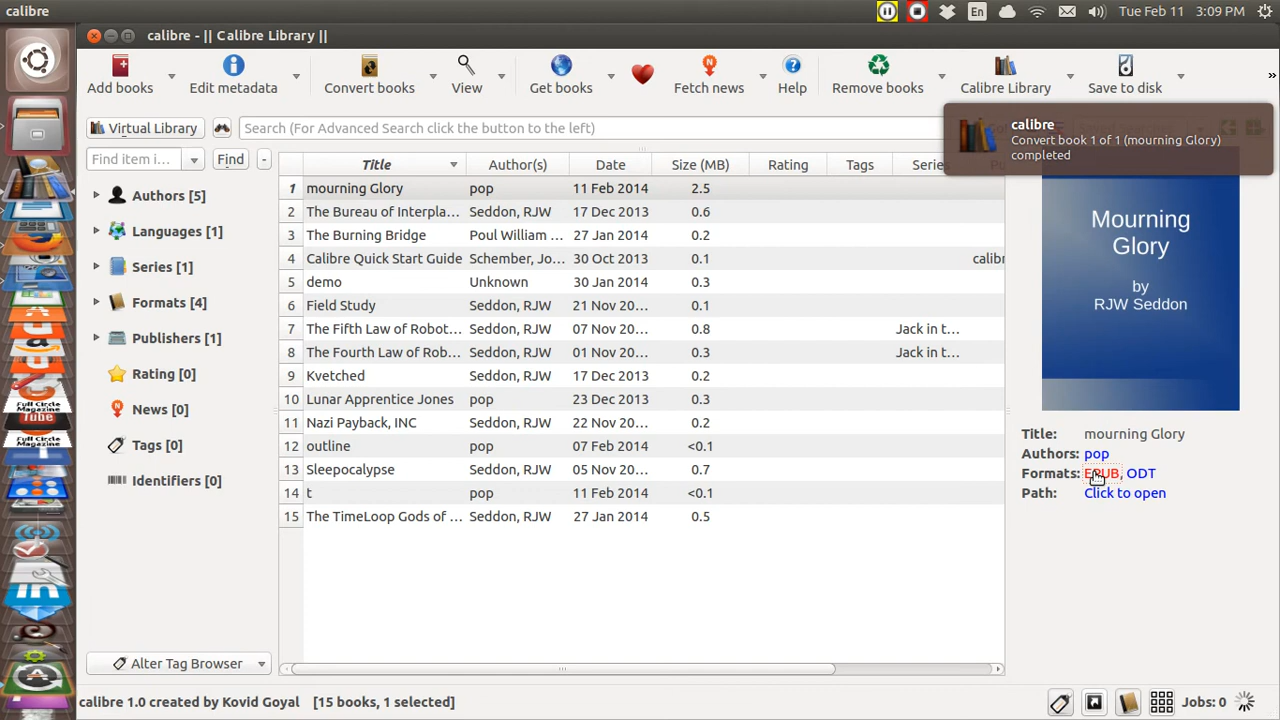 calibre
En
Tue Feb 11
3:09 PM
calibre - || Calibre Library ||
Add books
Edit metadata
Convert books
View
Get books
Fetch news
Help
Remove books
Calibre Library
Save to disk
»
Virtual Library
Search (For Advanced Search click the button to the left)
calibre
Convert book 1 of 1 (mourning Glory)
completed
Find item i...
Find
-
Title Author(s) Date Size (MB) Rating Tags Series
Authors [5]
Languages [1]
Series [1]
Formats [4]
Publishers [1]
Rating [0]
News [0]
Tags [0]
Identifiers [0]
1 mourning Glory pop 11 Feb 2014 2.5
2 The Bureau of Interpla... Seddon, RJW 17 Dec 2013 0.6
3 The Burning Bridge Poul William ... 27 Jan 2014 0.2
4 Calibre Quick Start Guide Schember, Jo... 30 Oct 2013 0.1 calibr
5 demo Unknown 30 Jan 2014 0.3
6 Field Study Seddon, RJW 21 Nov 20... 0.1
7 The Fifth Law of Robot... Seddon, RJW 07 Nov 20... 0.8 Jack in t...
8 The Fourth Law of Rob... Seddon, RJW 01 Nov 20... 0.3 Jack in t...
9 Kvetched Seddon, RJW 17 Dec 2013 0.2
10 Lunar Apprentice Jones pop 23 Dec 2013 0.3
11 Nazi Payback, INC Seddon, RJW 22 Nov 20... 0.2
12 outline pop 07 Feb 2014 <0.1
13 Sleepocalypse Seddon, RJW 05 Nov 20... 0.7
14 t pop 11 Feb 2014 <0.1
15 The TimeLoop Gods of ... Seddon, RJW 27 Jan 2014 0.5
Mourning
Glory
by
RJW Seddon
Title: mourning Glory
Authors: pop
Formats: EPUB, ODT
Path: Click to open
Full Circle
Magazine
You Tube
Full Circle
Magazine
in
Alter Tag Browser
calibre 1.0 created by Kovid Goyal [15 books, 1 selected]
Jobs: 0